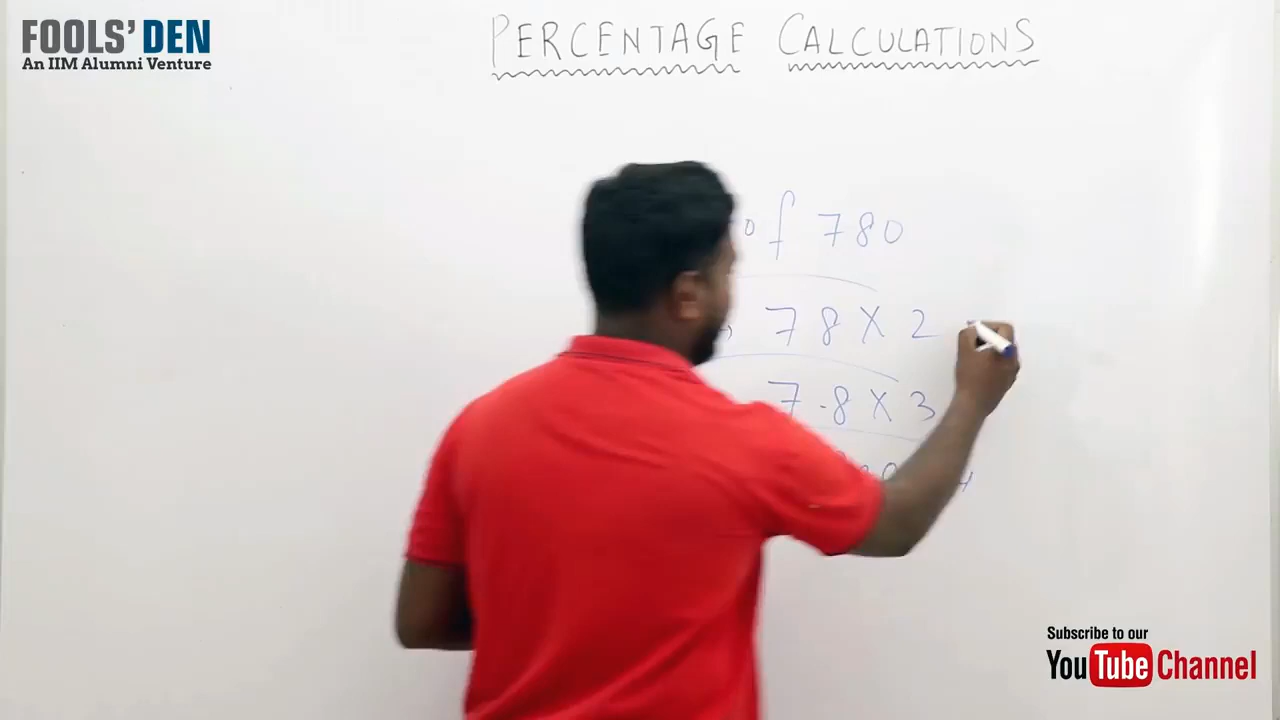 FOOLS' DEN
An IIM Alumni Venture
PERCENTAGE CALCULATIONS
of 780
78 X 2
7.8 X 3
Subscribe to our
YouTube Channel